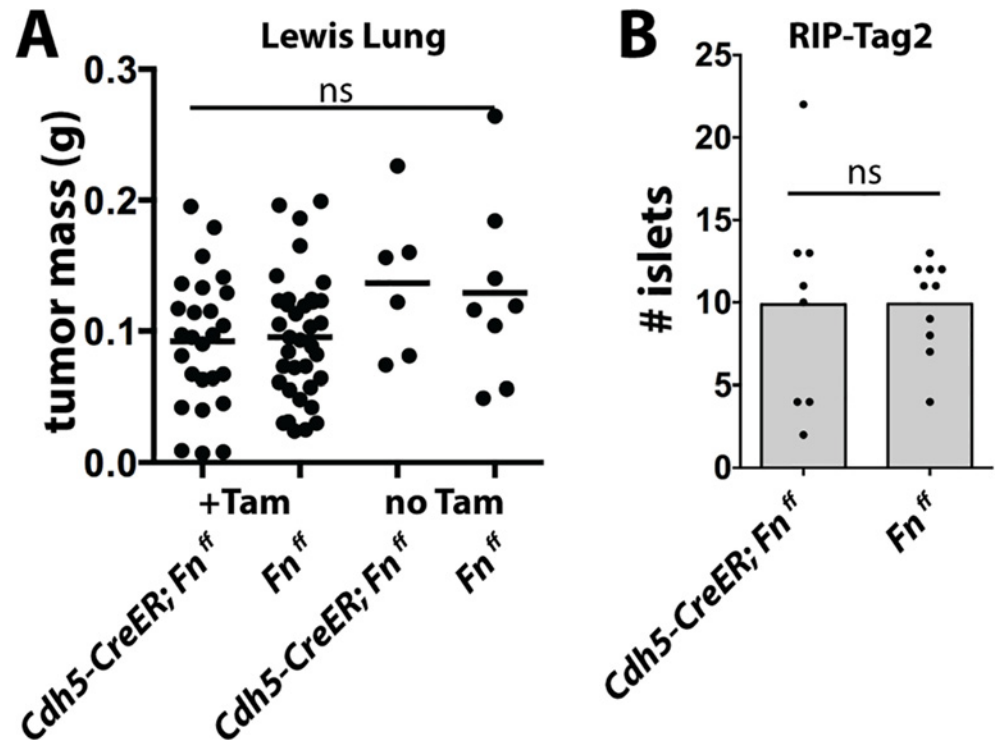 A
Lewis Lung
tumor mass (g)
0.3
0.2
0.1
0.0
ns
+Tam
no Tam
Cdh5-CreER; Fn ff
Fn ff
Cdh5-CreER; Fn ff
Fn ff
B
RIP-Tag2
# islets
25
20
15
10
5
0
ns
Cdh5-CreER; Fn ff
Fn ff